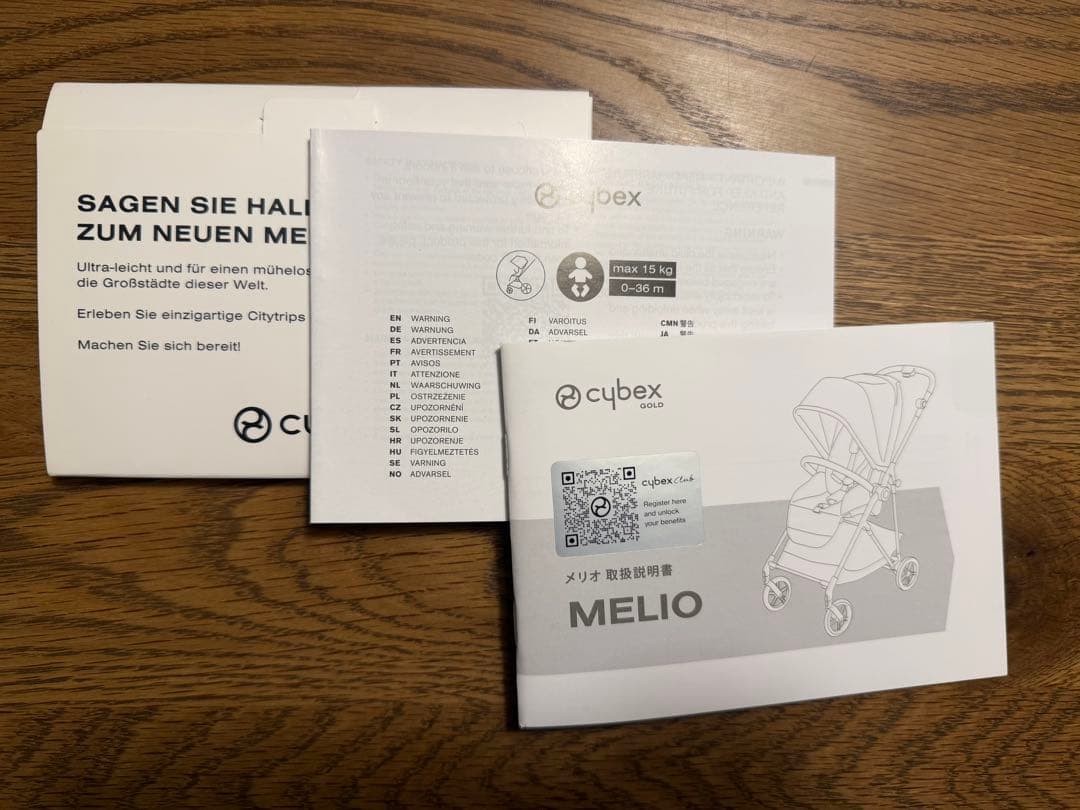 SAGEN SIE HALL
ZUM NEUEN ME
Ultra-leicht und für einen mühelos
die Großstädte dieser Welt.
Erleben Sie einzigartige Citytrips
Machen Sie sich bereit!
cybex
max 15 kg
0–36 m
EN WARNING
DE WARNUNG
ES ADVERTENCIA
FR AVERTISSEMENT
PT AVISOS
IT ATTENZIONE
NL WAARSCHUWING
PL OSTRZEŻENIE
CZ UPOZORNĚNÍ
SK UPOZORNENIE
SL OPOZORILO
HR UPOZORENJE
HU FIGYELMEZTETÉS
SE VARNING
NO ADVARSEL
FI VAROITUS
DA ADVARSEL
CMN 警告
JA 警告
cybex
GOLD
cybex Club
Register here
and unlock
your benefits
メリオ 取扱説明書
MELIO